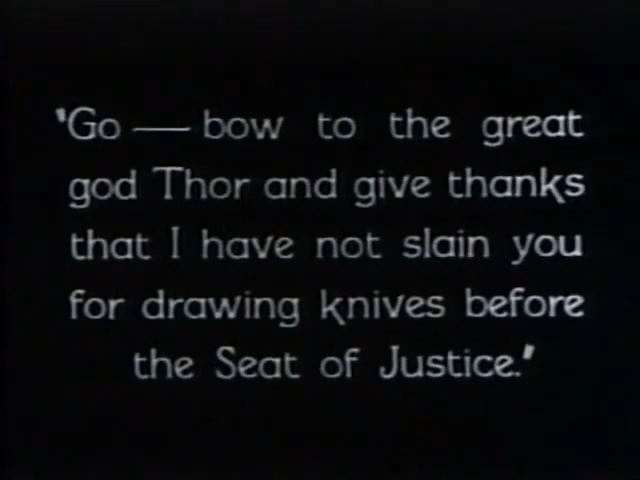 "Go — bow to the great
god Thor and give thanks
that I have not slain you
for drawing knives before
the Seat of Justice."